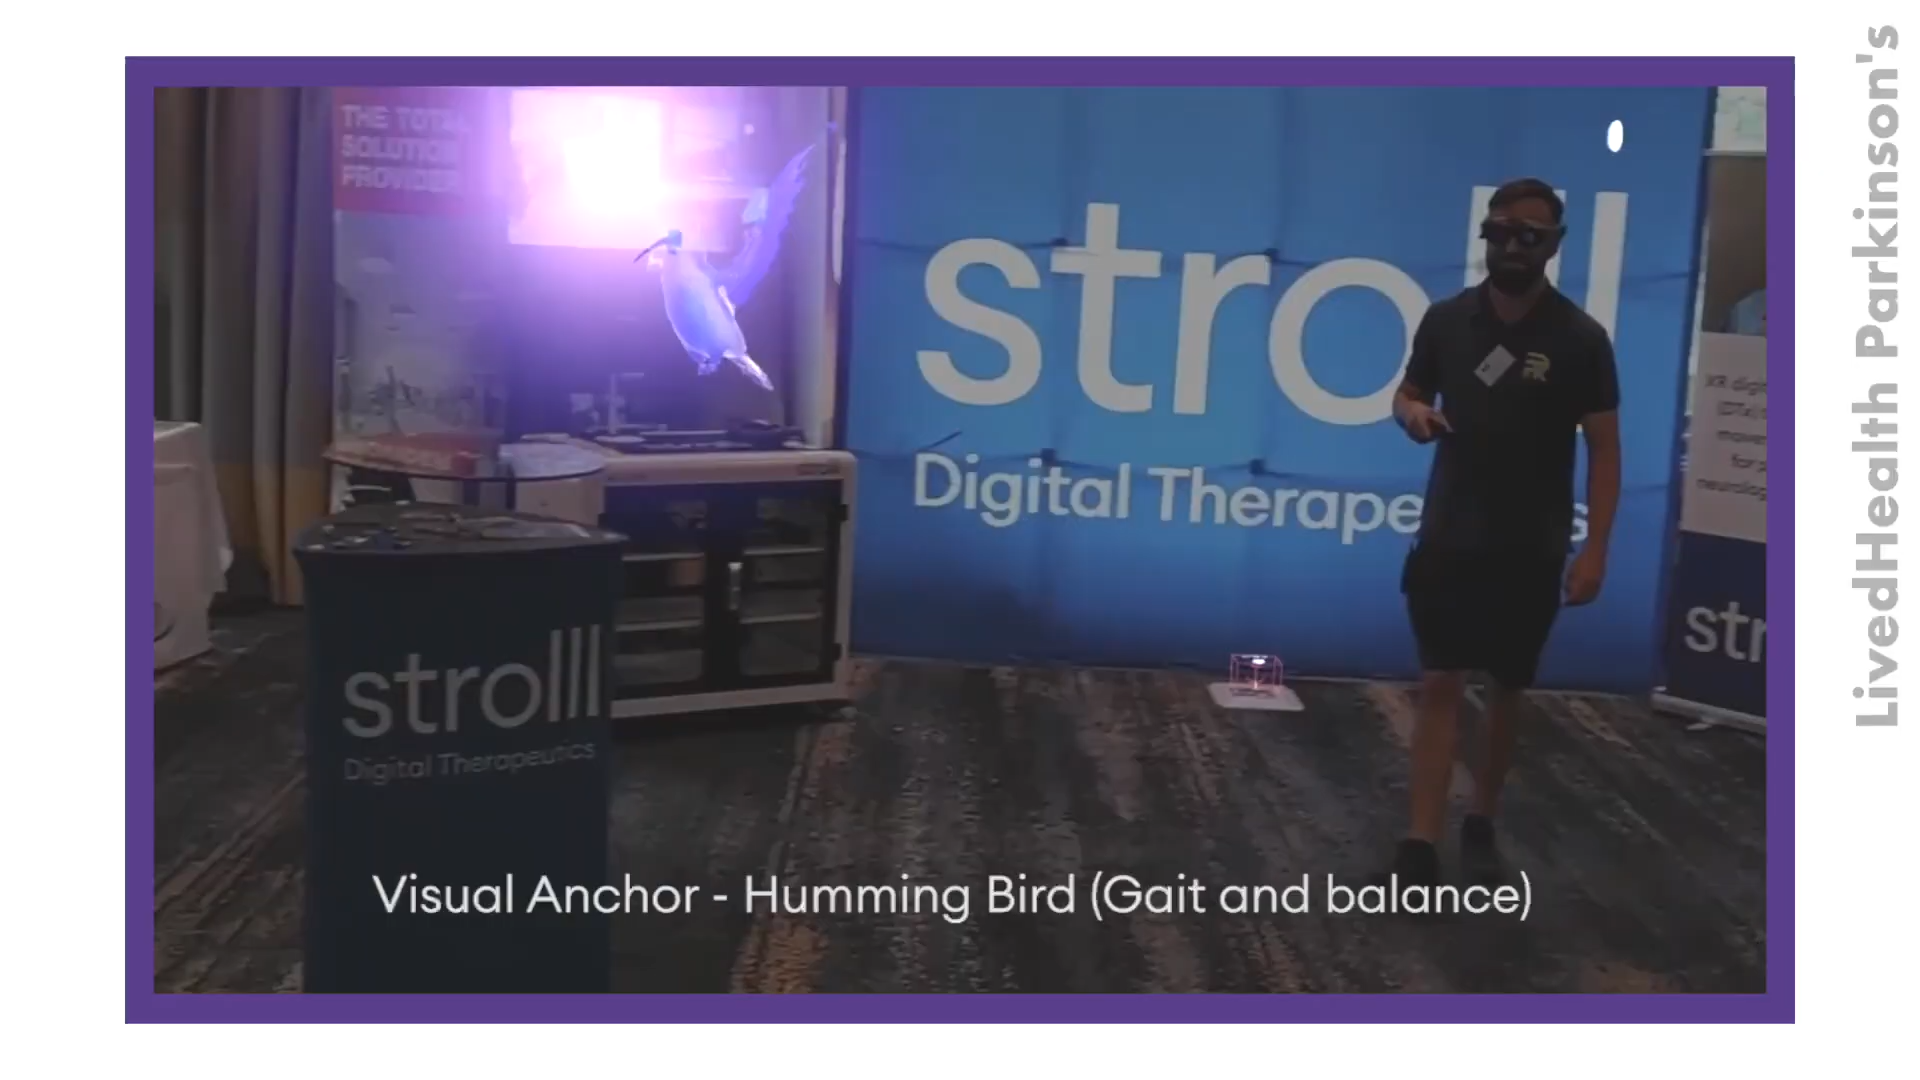 THE TOTAL
SOLUTION
PROVIDER
stroll
Digital Therape s
strolll
Digital Therapeutics
str
Visual Anchor - Humming Bird (Gait and balance)
LivedHealth Parkinson's